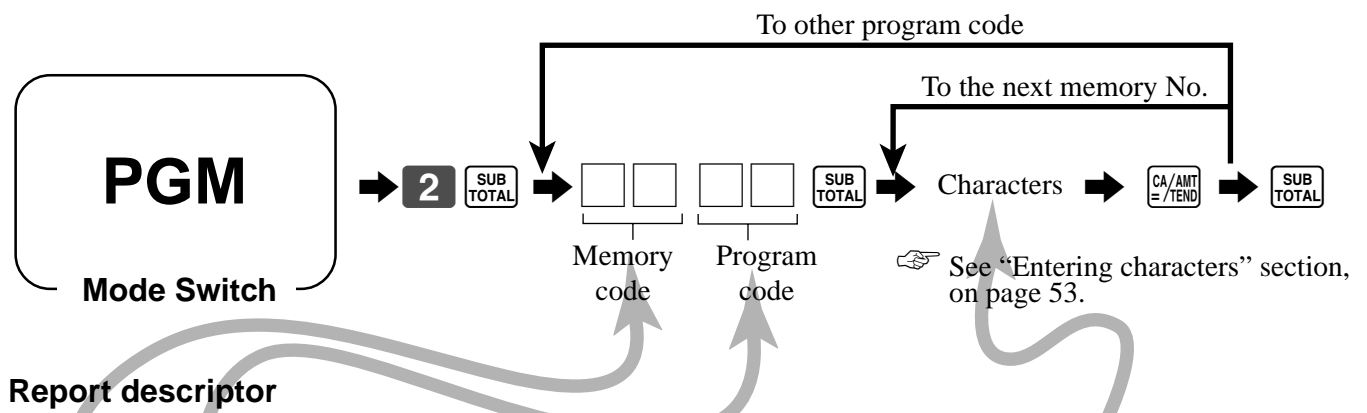 To other program code
To the next memory No.
PGM
2 SUB TOTAL
SUB TOTAL
Characters
CA/AMT = /TEND
SUB TOTAL
Memory code
Program code
Mode Switch
☞ See “Entering characters” section,
on page 53.
Report descriptor